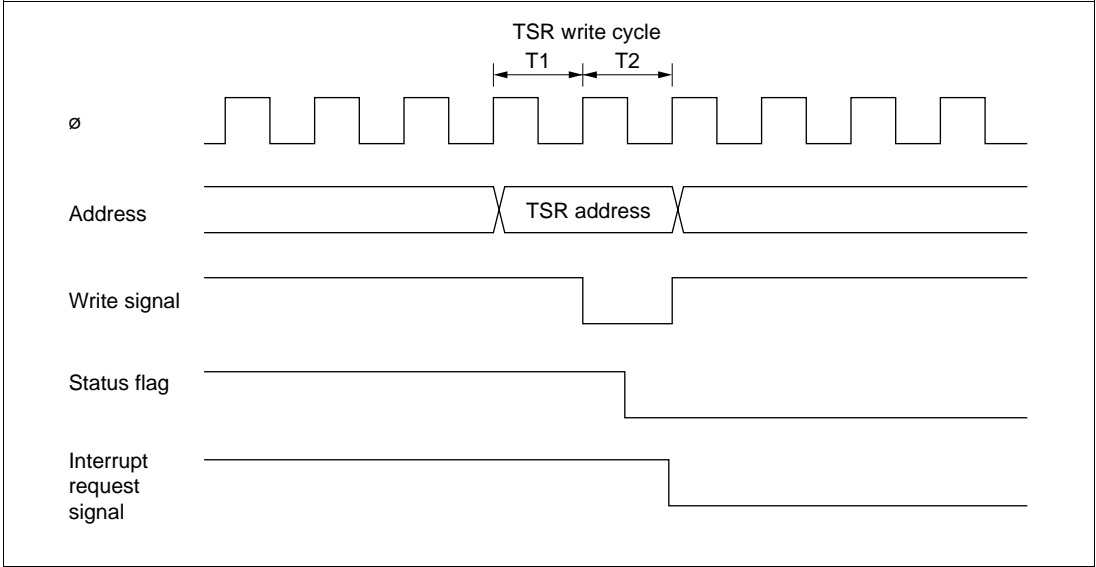 TSR write cycle
T1 T2
ø
Address
TSR address
Write signal
Status flag
Interrupt
request
signal